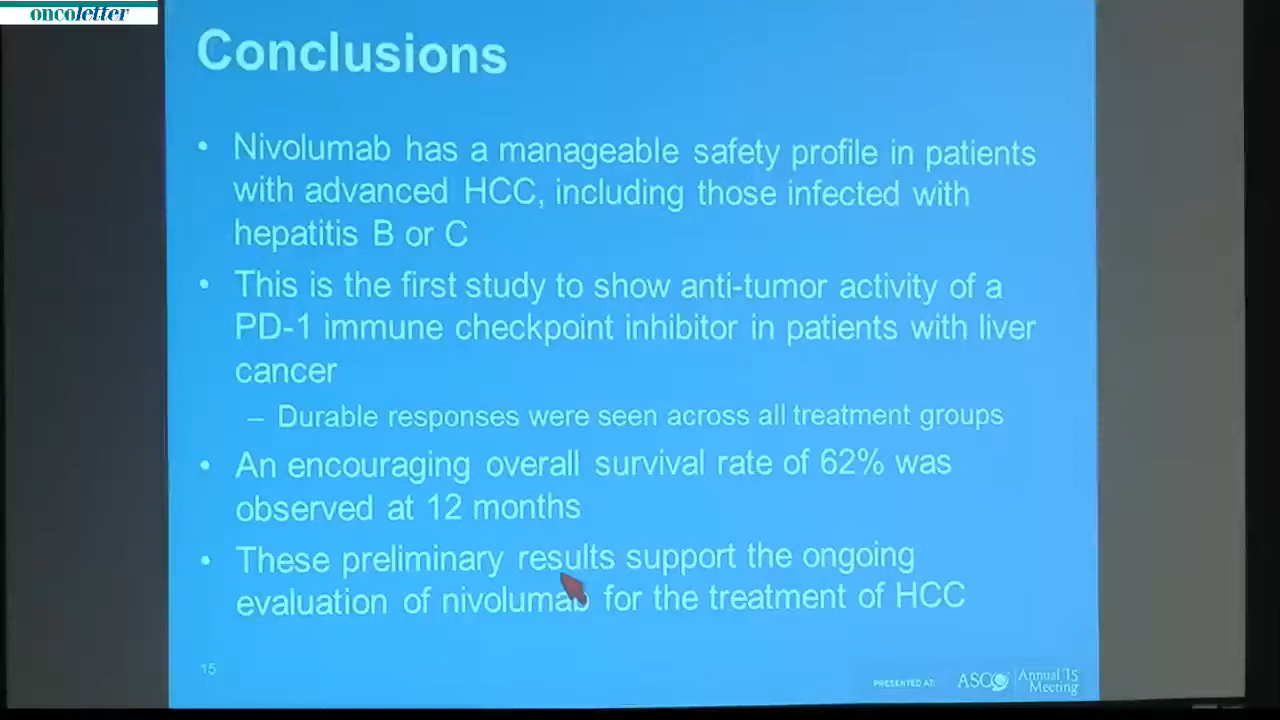 oncoletter
Conclusions
• Nivolumab has a manageable safety profile in patients
with advanced HCC, including those infected with
hepatitis B or C
• This is the first study to show anti-tumor activity of a
PD-1 immune checkpoint inhibitor in patients with liver
cancer
– Durable responses were seen across all treatment groups
• An encouraging overall survival rate of 62% was
observed at 12 months
• These preliminary results support the ongoing
evaluation of nivolumab for the treatment of HCC
15
PRESENTED AT:
ASCO
Annual '15
Meeting